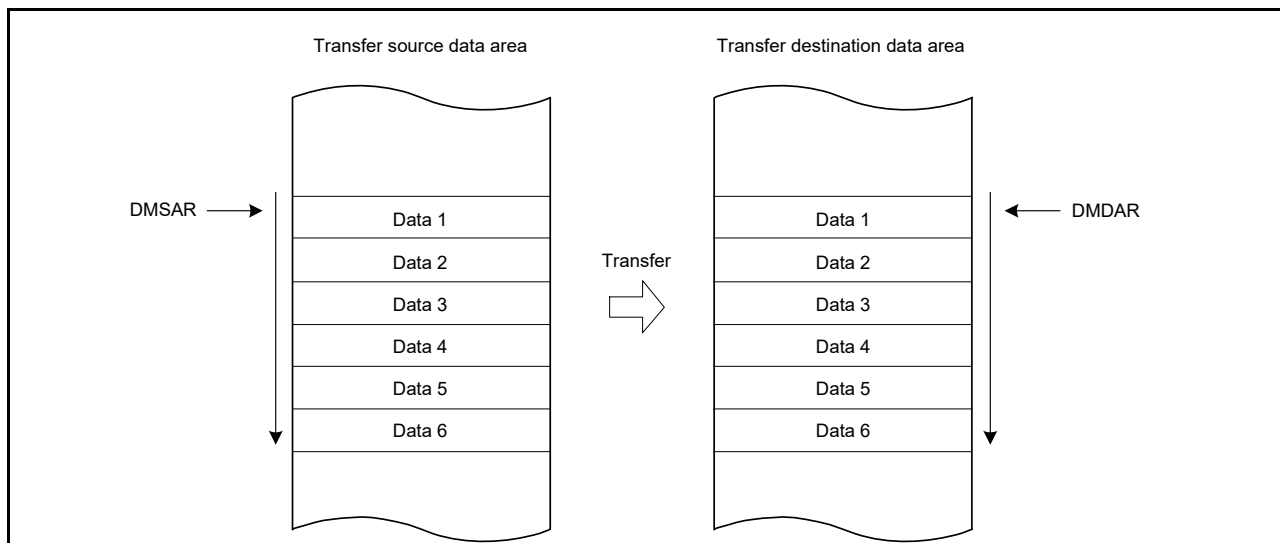 Transfer source data area
Transfer destination data area
DMSAR
Data 1
Data 1
DMDAR
Data 2
Data 2
Transfer
Data 3
Data 3
Data 4
Data 4
Data 5
Data 5
Data 6
Data 6